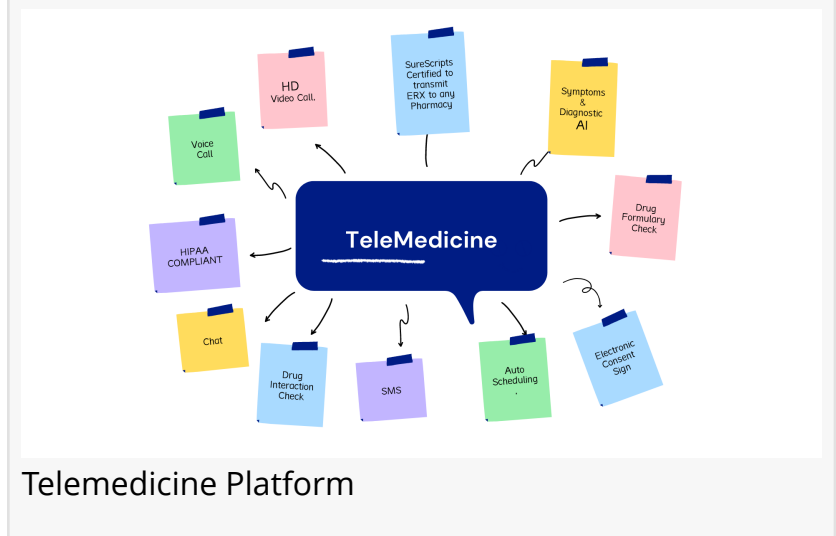 HD
Video Call.
SureScripts
Certified to
transmit
ERX to any
Pharmacy
Symptoms
&
Diagnostic
AI
Voice
Call
Drug
Formulary
Check
HIPAA
COMPLIANT
TeleMedicine
Chat
Drug
Interaction
Check
SMS
Auto
Scheduling
.
Electronic
Consent
Sign
Telemedicine Platform